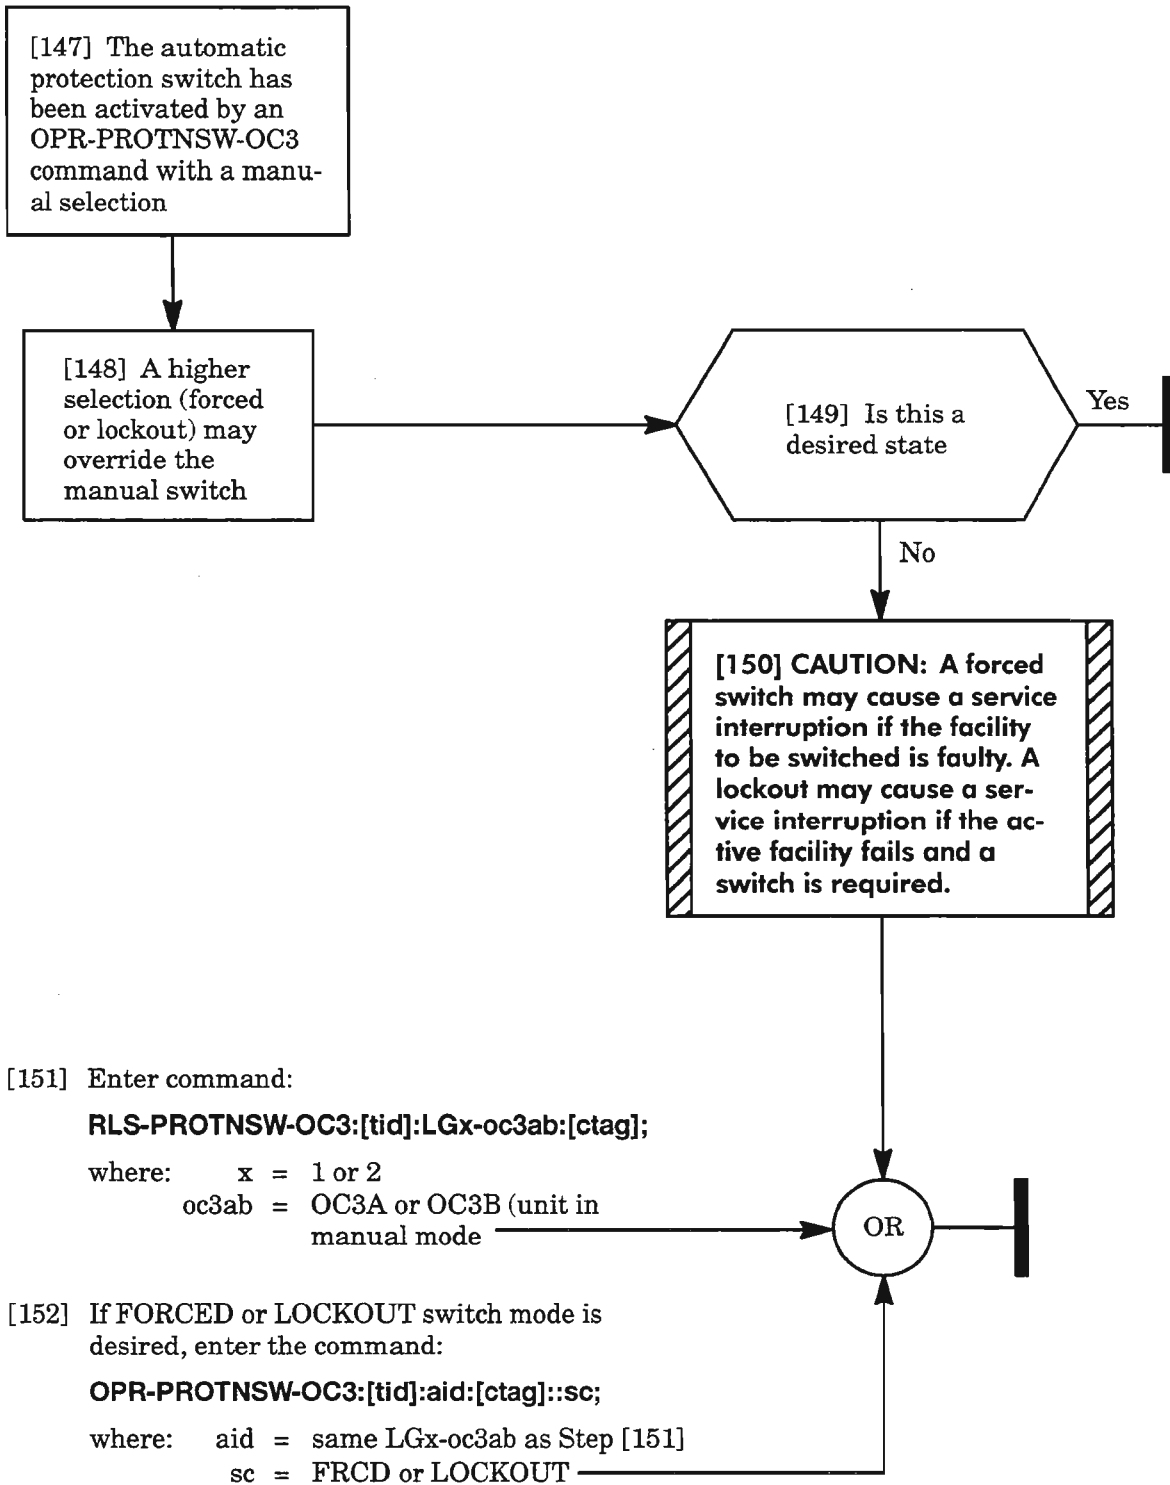 [147] The automatic
protection switch has
been activated by an
OPR-PROTNSW-OC3
command with a manu-
al selection
[148] A higher
selection (forced
or lockout) may
override the
manual switch
[149] Is this a
desired state
Yes
No
[150] CAUTION: A forced
switch may cause a service
interruption if the facility
to be switched is faulty. A
lockout may cause a ser-
vice interruption if the ac-
tive facility fails and a
switch is required.
[151] Enter command:
RLS-PROTNSW-OC3:[tid]:LGx-oc3ab:[ctag];
where: x = 1 or 2
oc3ab = OC3A or OC3B (unit in
manual mode
OR
[152] If FORCED or LOCKOUT switch mode is
desired, enter the command:
OPR-PROTNSW-OC3:[tid]:aid:[ctag]::sc;
where: aid = same LGx-oc3ab as Step [151]
sc = FRCD or LOCKOUT